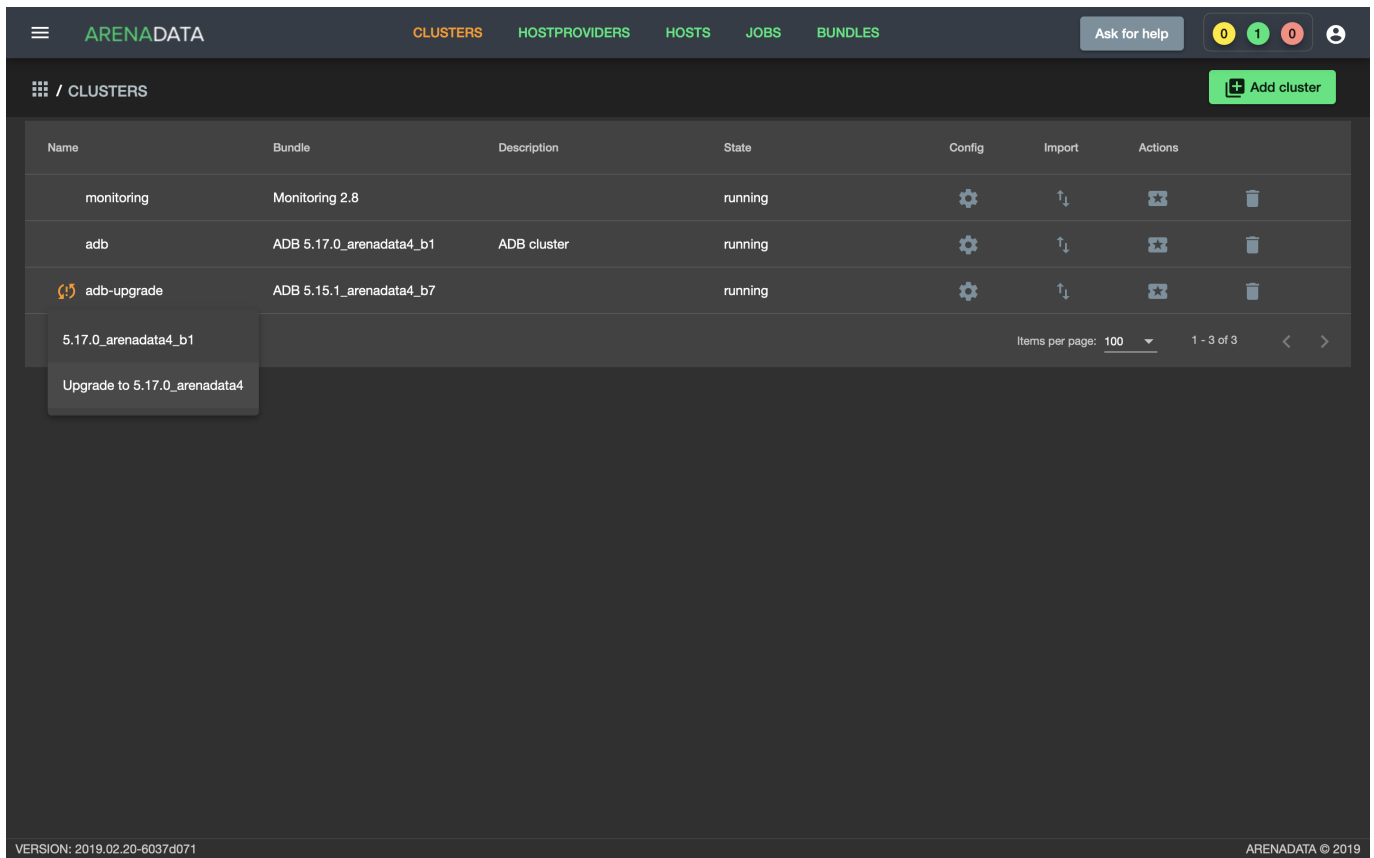 ARENADATA CLUSTERS HOSTPROVIDERS HOSTS JOBS BUNDLES Ask for help 0 1 0
/ CLUSTERS Add cluster
Name Bundle Description State Config Import Actions
monitoring Monitoring 2.8 running
adb ADB 5.17.0_arenadata4_b1 ADB cluster running
adb-upgrade ADB 5.15.1_arenadata4_b7 running
5.17.0_arenadata4_b1
Items per page: 100 1 - 3 of 3
Upgrade to 5.17.0_arenadata4
VERSION: 2019.02.20-6037d071 ARENADATA © 2019